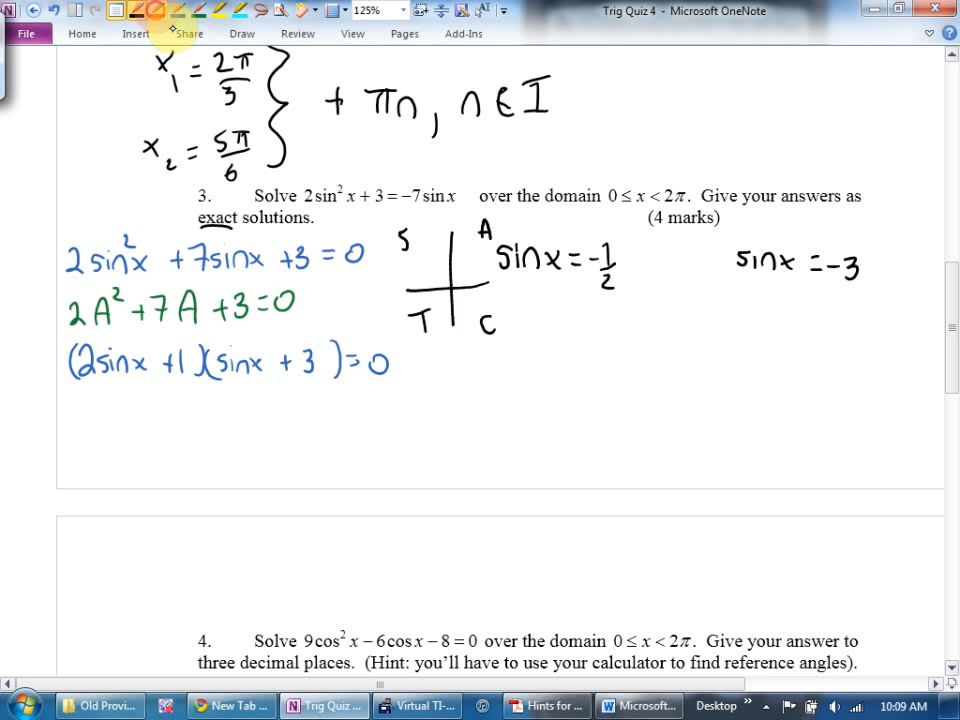 125%
Trig Quiz 4 - Microsoft OneNote
File Home Insert Share Draw Review View Pages Add-Ins
x₁ = 2π/3
+ πn, n ∈ I
x₂ = 5π/6
3. Solve 2sin² x + 3 = −7sin x over the domain 0 ≤ x < 2π. Give your answers as
exact solutions. (4 marks)
2sin²x + 7sinx + 3 = 0
S A
sinx = -1/2
sinx = -3
2A² + 7A + 3 = 0
T C
(2sinx + 1)(sinx + 3) = 0
4. Solve 9cos² x − 6cos x − 8 = 0 over the domain 0 ≤ x < 2π. Give your answer to
three decimal places. (Hint: you'll have to use your calculator to find reference angles).
Old Provi... New Tab ... Trig Quiz ... Virtual TI-... Hints for ... Microsoft... Desktop » 10:09 AM